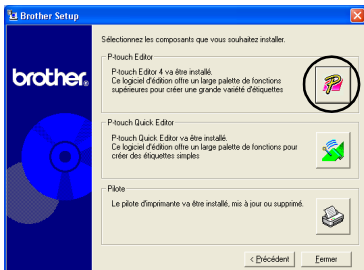 Brother Setup
Sélectionnez les composants que vous souhaitez installer.
brother.
P-touch Editor
P-touch Editor 4 va être installé.
Ce logiciel d'édition offre un large palette de fonctions
supérieures pour créer une grande variété d'étiquettes
P-touch Quick Editor
P-touch Quick Editor va être installé.
Ce logiciel d'édition offre un large palette de fonctions pour
créer des étiquettes simples
Pilote
Le pilote d'imprimante va être installé, mis à jour ou supprimé.
< Précédent
Fermer